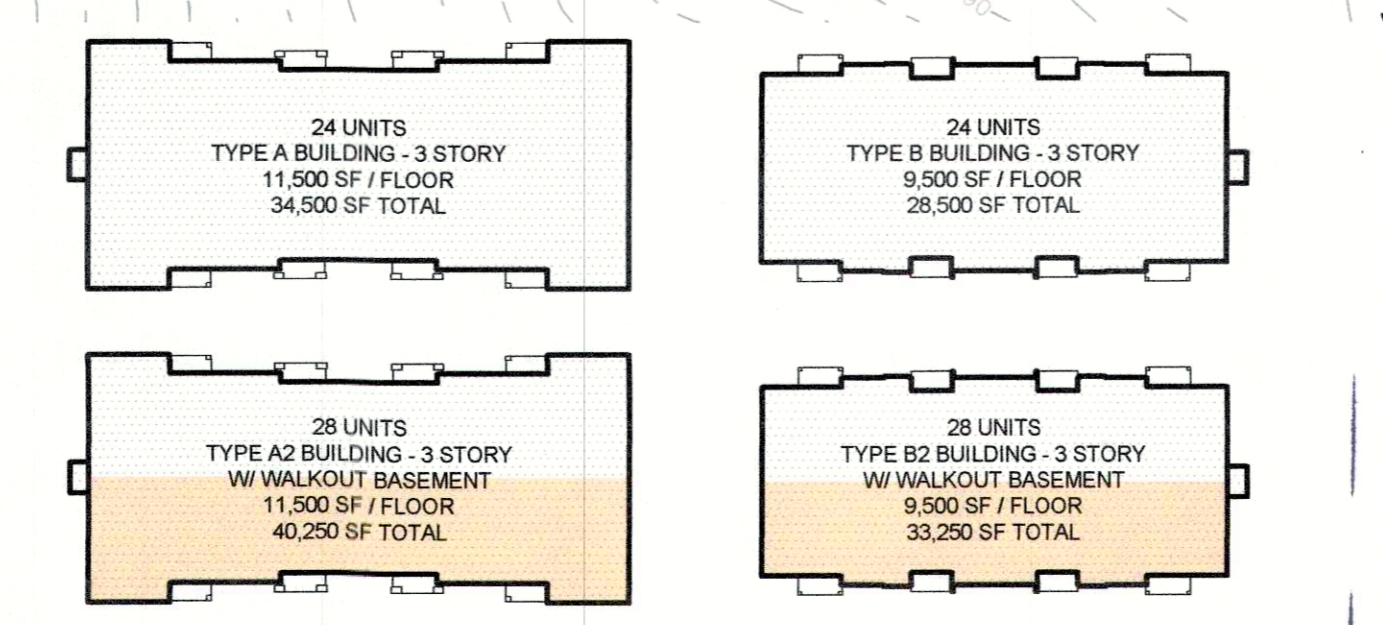 24 UNITS
TYPE A BUILDING - 3 STORY
11,500 SF / FLOOR
34,500 SF TOTAL
24 UNITS
TYPE B BUILDING - 3 STORY
9,500 SF / FLOOR
28,500 SF TOTAL
28 UNITS
TYPE A2 BUILDING - 3 STORY
W/ WALKOUT BASEMENT
11,500 SF / FLOOR
40,250 SF TOTAL
28 UNITS
TYPE B2 BUILDING - 3 STORY
W/ WALKOUT BASEMENT
9,500 SF / FLOOR
33,250 SF TOTAL